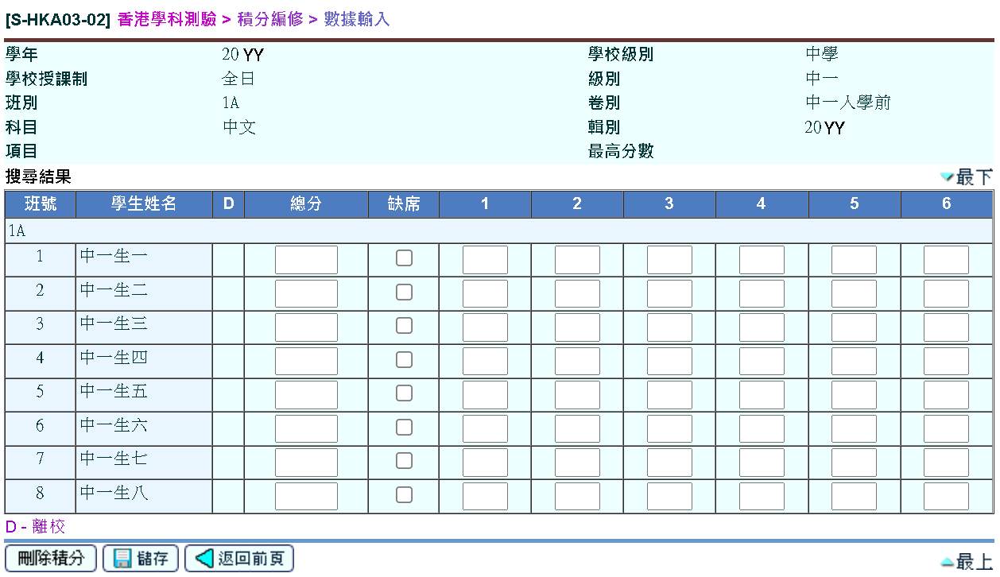 [S-HKA03-02] 香港學科測驗 > 積分編修 > 數據輸入
學年 20 YY 學校級別 中學
學校授課制 全日 級別 中一
班別 1A 卷別 中一入學前
科目 中文 輯別 20 YY
項目 最高分數
搜尋結果 最下
班號 學生姓名 D 總分 缺席 1 2 3 4 5 6
1A
1 中一生一
2 中一生二
3 中一生三
4 中一生四
5 中一生五
6 中一生六
7 中一生七
8 中一生八
D - 離校
刪除積分 儲存 返回前頁 最上